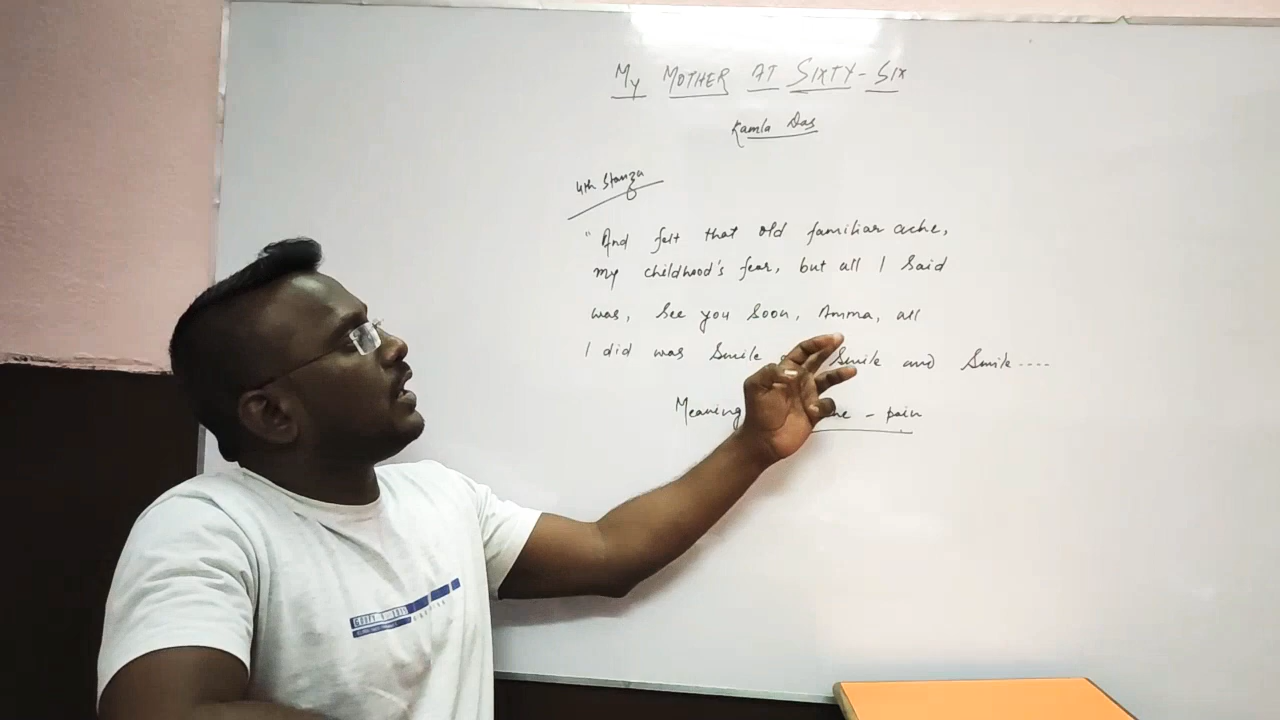 My MOTHER AT SIXTY-SIX
Kamla Das
4th Stanza
"And felt that old familiar ache,
my childhood's fear, but all I said
was, see you soon, Amma, all
I did was Smile Smile and Smile....
Meaning - pain